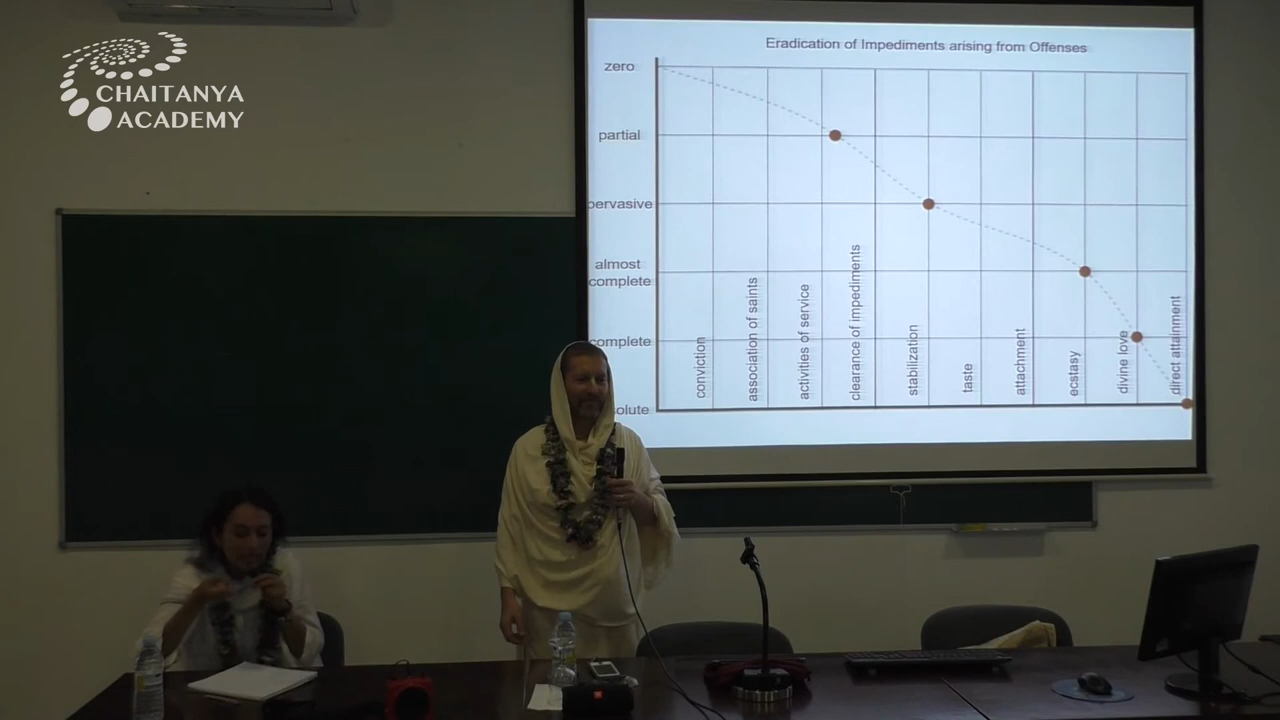 CHAITANYA
ACADEMY
Eradication of Impediments arising from Offenses
zero
partial
pervasive
almost
complete
complete
solute
conviction
association of saints
activities of service
clearance of impediments
stabilization
taste
attachment
ecstasy
divine love
direct attainment